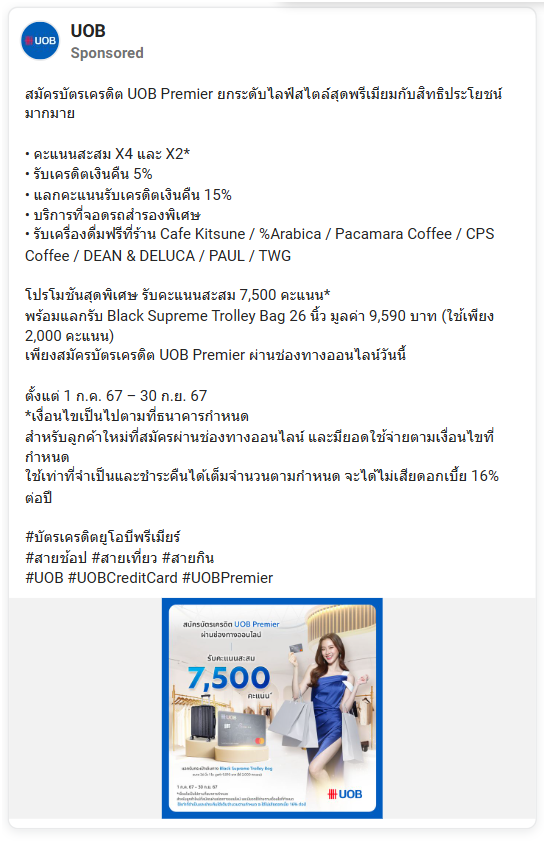 UOB
UOB
Sponsored
สมัครบัตรเครดิต UOB Premier ยกระดับไลฟ์สไตล์สุดพรีเมียมกับสิทธิประโยชน์
มากมาย
• คะแนนสะสม X4 และ X2*
• รับเครดิตเงินคืน 5%
• แลกคะแนนรับเครดิตเงินคืน 15%
• บริการที่จอดรถสำรองพิเศษ
• รับเครื่องดื่มฟรีที่ร้าน Cafe Kitsune / %Arabica / Pacamara Coffee / CPS
Coffee / DEAN & DELUCA / PAUL / TWG
โปรโมชันสุดพิเศษ รับคะแนนสะสม 7,500 คะแนน*
พร้อมแลกรับ Black Supreme Trolley Bag 26 นิ้ว มูลค่า 9,590 บาท (ใช้เพียง
2,000 คะแนน)
เพียงสมัครบัตรเครดิต UOB Premier ผ่านช่องทางออนไลน์วันนี้
ตั้งแต่ 1 ก.ค. 67 – 30 ก.ย. 67
*เงื่อนไขเป็นไปตามที่ธนาคารกำหนด
สำหรับลูกค้าใหม่ที่สมัครผ่านช่องทางออนไลน์ และมียอดใช้จ่ายตามเงื่อนไขที่
กำหนด
ใช้เท่าที่จำเป็นและชำระคืนได้เต็มจำนวนตามกำหนด จะได้ไม่เสียดอกเบี้ย 16%
ต่อปี
#บัตรเครดิตยูโอบีพรีเมียร์
#สายช้อป #สายเที่ยว #สายกิน
#UOB #UOBCreditCard #UOBPremier
สมัครบัตรเครดิต UOB Premier
ผ่านช่องทางออนไลน์
รับคะแนนสะสม
7,500
คะแนน*
UOB
Black Supreme Trolley Bag
1 ก.ค. 67 – 30 ก.ย. 67
UOB